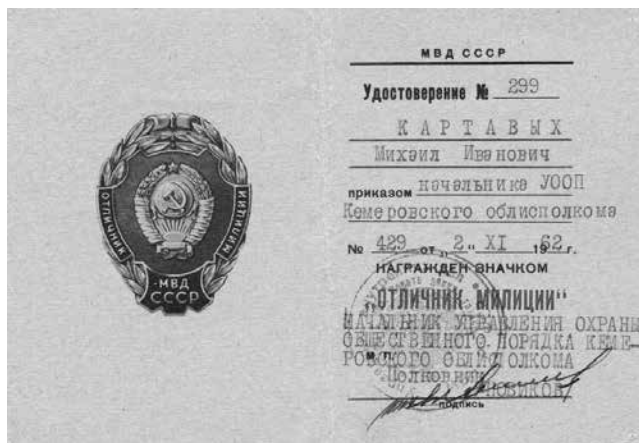 ОТЛИЧНИК
МИЛИЦИИ
МВД
СССР
МВД СССР
Удостоверение № 299
КАРТАВЫХ
Михаил Иванович
приказом начальника УООП
Кемеровского облисполкома
№ 429 от „2" XI 1962 г.
НАГРАЖДЕН ЗНАЧКОМ
„ОТЛИЧНИК МИЛИЦИИ"
НАЧАЛЬНИК УПРАВЛЕНИЯ ОХРАНЫ
ОБЩЕСТВЕННОГО ПОРЯДКА КЕМЕ-
РОВСКОГО ОБЛИСПОЛКОМА
М.П. Полковник
НОВИКОВ
подпись